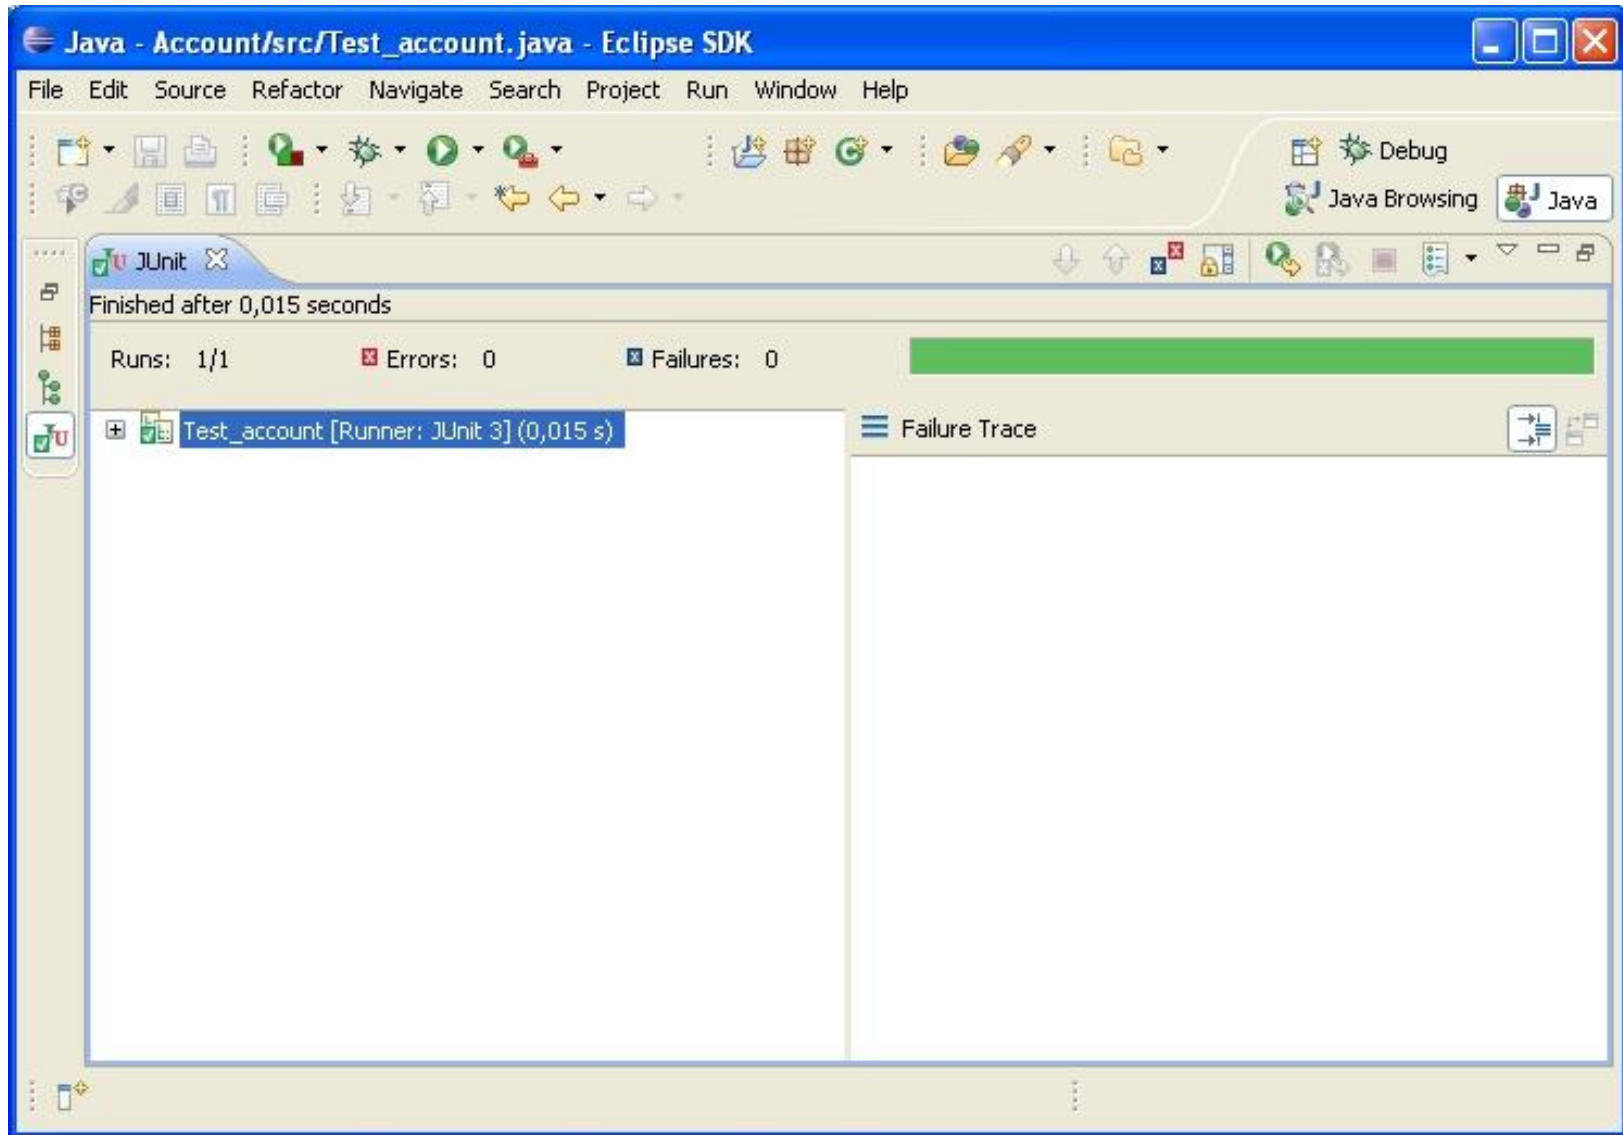 Java - Account/src/Test_account.java - Eclipse SDK
File Edit Source Refactor Navigate Search Project Run Window Help
Debug
Java Browsing Java
JUnit
Finished after 0,015 seconds
Runs: 1/1 Errors: 0 Failures: 0
Test_account [Runner: JUnit 3] (0,015 s)
Failure Trace